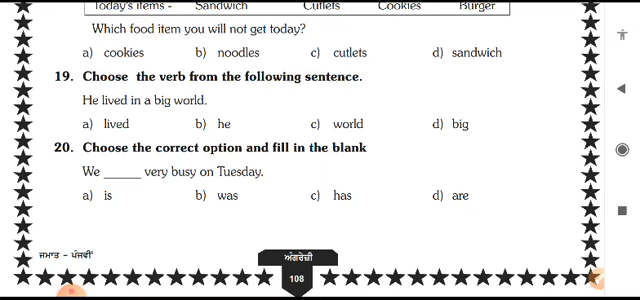 Today's items - Sandwich Cutlets Cookies Burger
Which food item you will not get today?
a) cookies b) noodles c) cutlets d) sandwich
19. Choose the verb from the following sentence.
He lived in a big world.
a) lived b) he c) world d) big
20. Choose the correct option and fill in the blank
We ______ very busy on Tuesday.
a) is b) was c) has d) are
ਜਮਾਤ - ਪੰਜਵੀਂ
ਅੰਗਰੇਜ਼ੀ
108